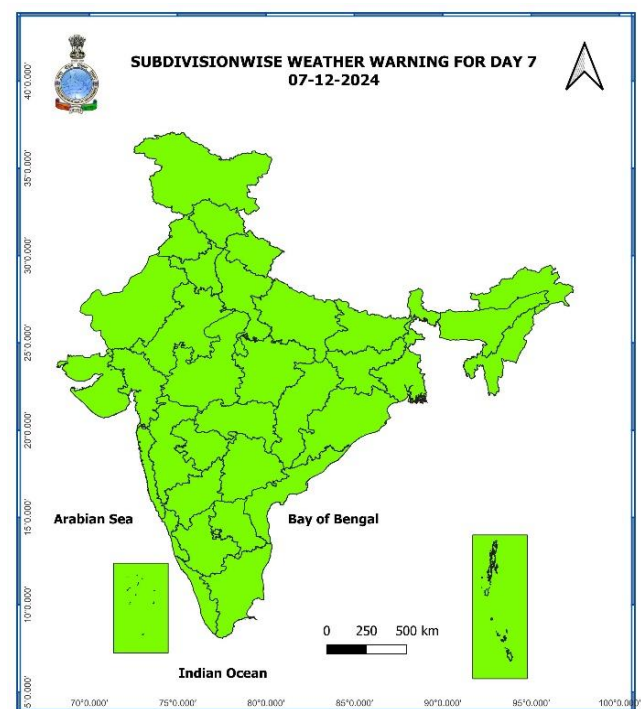 SUBDIVISIONWISE WEATHER WARNING FOR DAY 7
07-12-2024
40°0.000'
35°0.000'
30°0.000'
25°0.000'
20°0.000'
15°0.000'
10°0.000'
5°0.000'
Arabian Sea
Bay of Bengal
0 250 500 km
Indian Ocean
70°0.000' 75°0.000' 80°0.000' 85°0.000' 90°0.000' 95°0.000' 100°0.000'